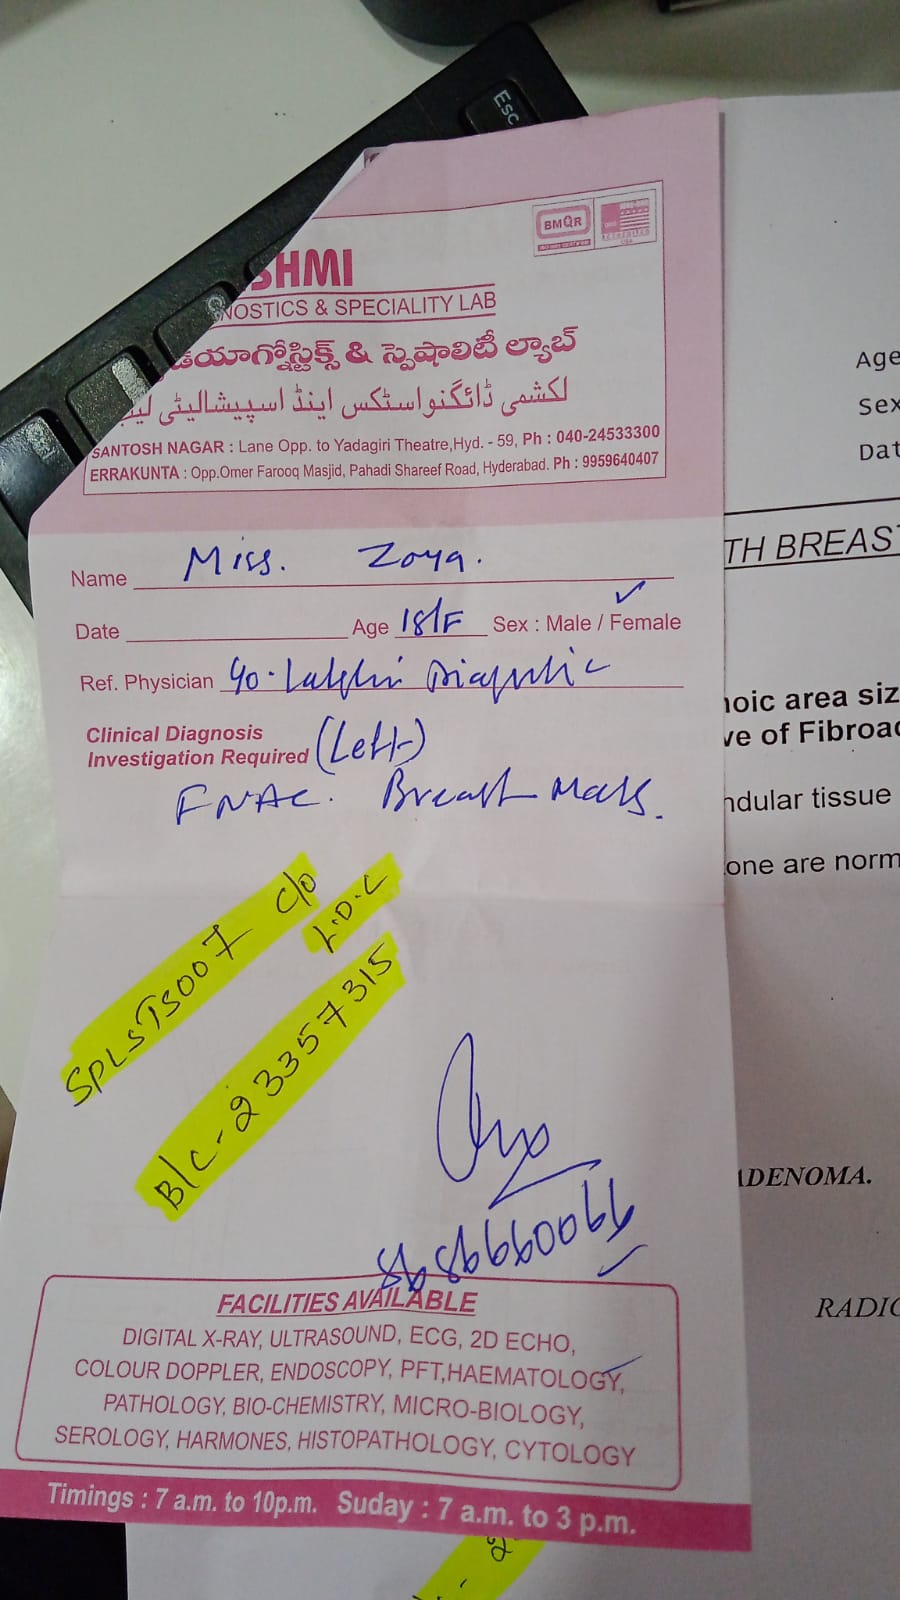 ESC
BMQR
SHMI
NOSTICS & SPECIALITY LAB
డయాగ్నోస్టిక్స్ & స్పెషాలిటీ ల్యాబ్
لکشمی ڈائگنواسٹکس اینڈ اسپیشالیٹی لیب
SANTOSH NAGAR : Lane Opp. to Yadagiri Theatre,Hyd. - 59, Ph : 040-24533300
ERRAKUNTA : Opp.Omer Farooq Masjid, Pahadi Shareef Road, Hyderabad. Ph : 9959640407
Name Miss. Zoya.
Date Age 18/F Sex : Male / Female
Ref. Physician
Clinical Diagnosis
Investigation Required (Left)
FNAC. Breast Mass.
SPLSTS007 C/O
L.D.C
B/C-23357315
8686660066
FACILITIES AVAILABLE
DIGITAL X-RAY, ULTRASOUND, ECG, 2D ECHO,
COLOUR DOPPLER, ENDOSCOPY, PFT,HAEMATOLOGY,
PATHOLOGY, BIO-CHEMISTRY, MICRO-BIOLOGY,
SEROLOGY, HARMONES, HISTOPATHOLOGY, CYTOLOGY
Timings : 7 a.m. to 10p.m. Suday : 7 a.m. to 3 p.m.
Age
Sex
Dat
TH BREAST
hoic area siz
ve of Fibroad
ndular tissue
one are norm
ADENOMA.
RADIO